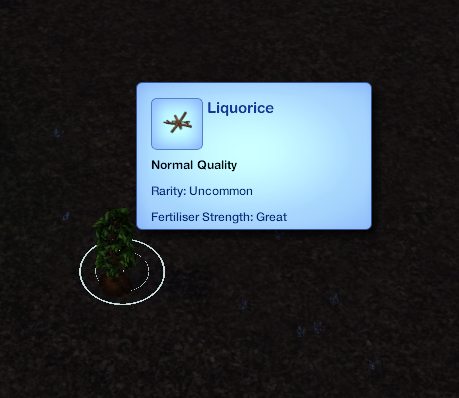 Liquorice
Normal Quality
Rarity: Uncommon
Fertiliser Strength: Great